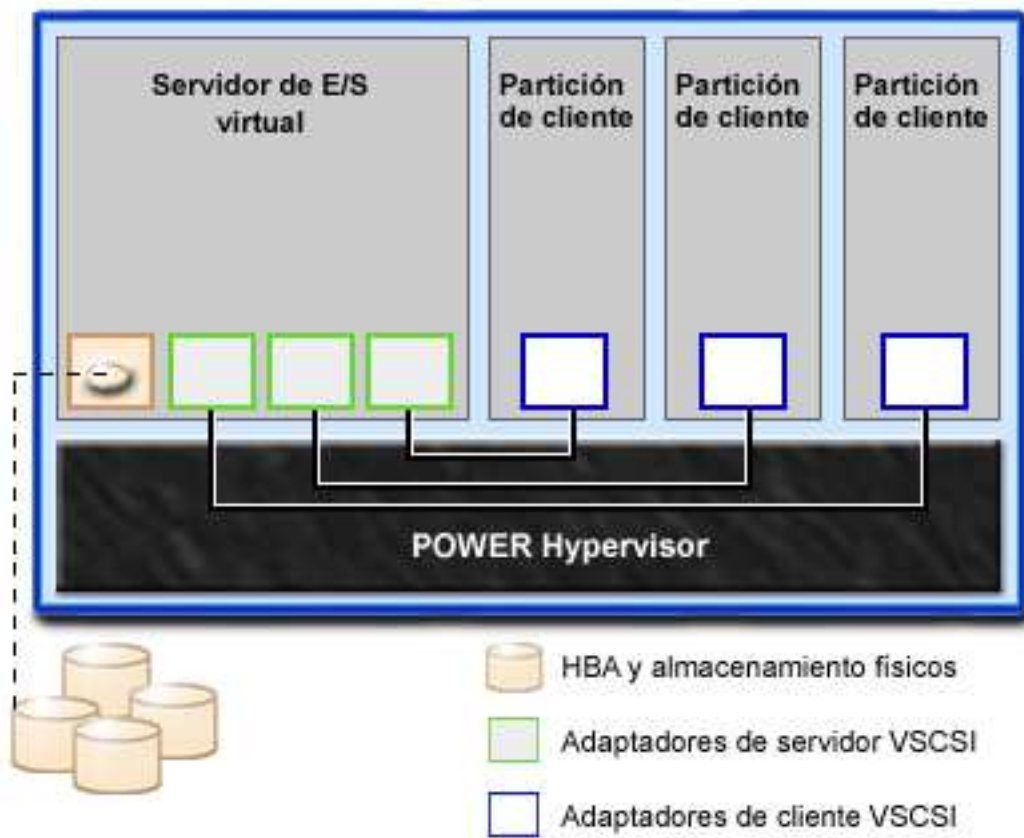 Servidor de E/S
virtual
Partición
de cliente
Partición
de cliente
Partición
de cliente
POWER Hypervisor
HBA y almacenamiento físicos
Adaptadores de servidor VSCSI
Adaptadores de cliente VSCSI